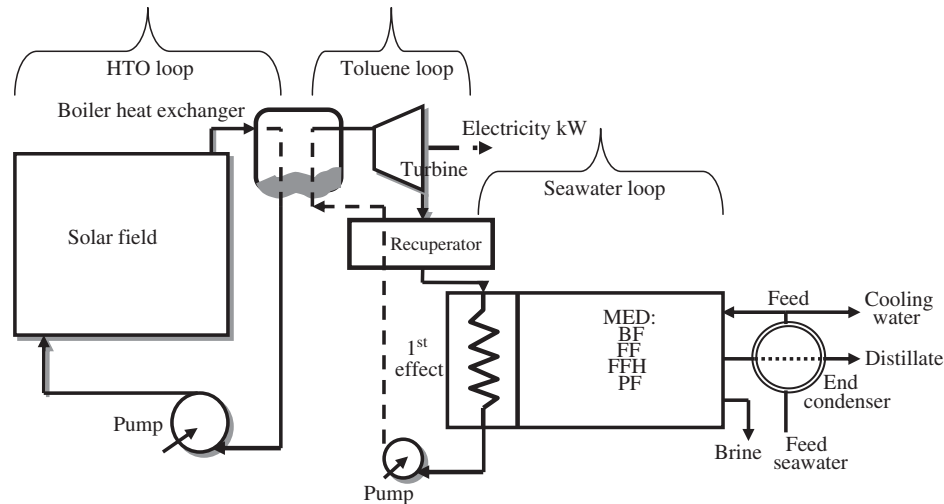 HTO loop
Toluene loop
Boiler heat exchanger
Electricity kW
Turbine
Seawater loop
Solar field
Recuperator
Feed
Cooling
water
MED:
BF
FF
FFH
PF
1st
effect
Distillate
End
condenser
Pump
Brine
Feed
seawater
Pump